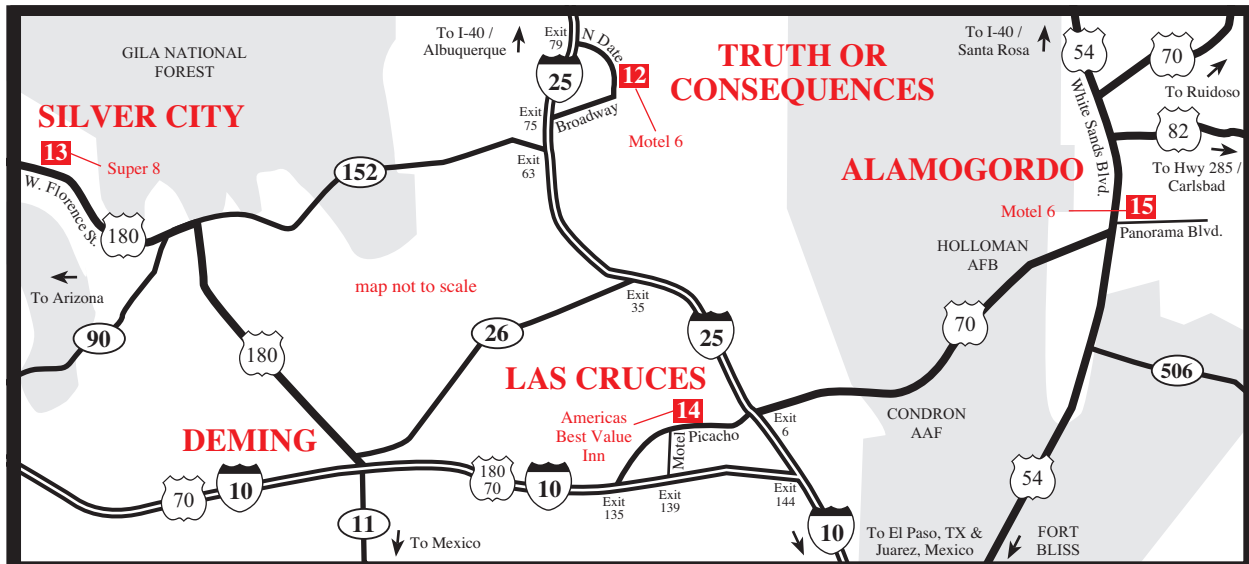 To I-40 /
Albuquerque
Exit
79
N Date
25
12
Exit
75
Broadway
Motel 6
TRUTH OR
CONSEQUENCES
To I-40 /
Santa Rosa
54
70
To Ruidoso
White Sands Blvd.
82
To Hwy 285 /
Carlsbad
GILA NATIONAL
FOREST
SILVER CITY
13
Super 8
W. Florence St.
180
152
Exit
63
ALAMOGORDO
Motel 6
15
Panorama Blvd.
HOLLOMAN
AFB
To Arizona
90
map not to scale
180
26
Exit
35
25
70
506
LAS CRUCES
14
Americas
Best Value
Inn
Motel
Picacho
Exit
6
CONDRON
AAF
DEMING
70
10
180
70
10
Exit
135
Exit
139
Exit
144
54
11
To Mexico
10
To El Paso, TX &
Juarez, Mexico
FORT
BLISS